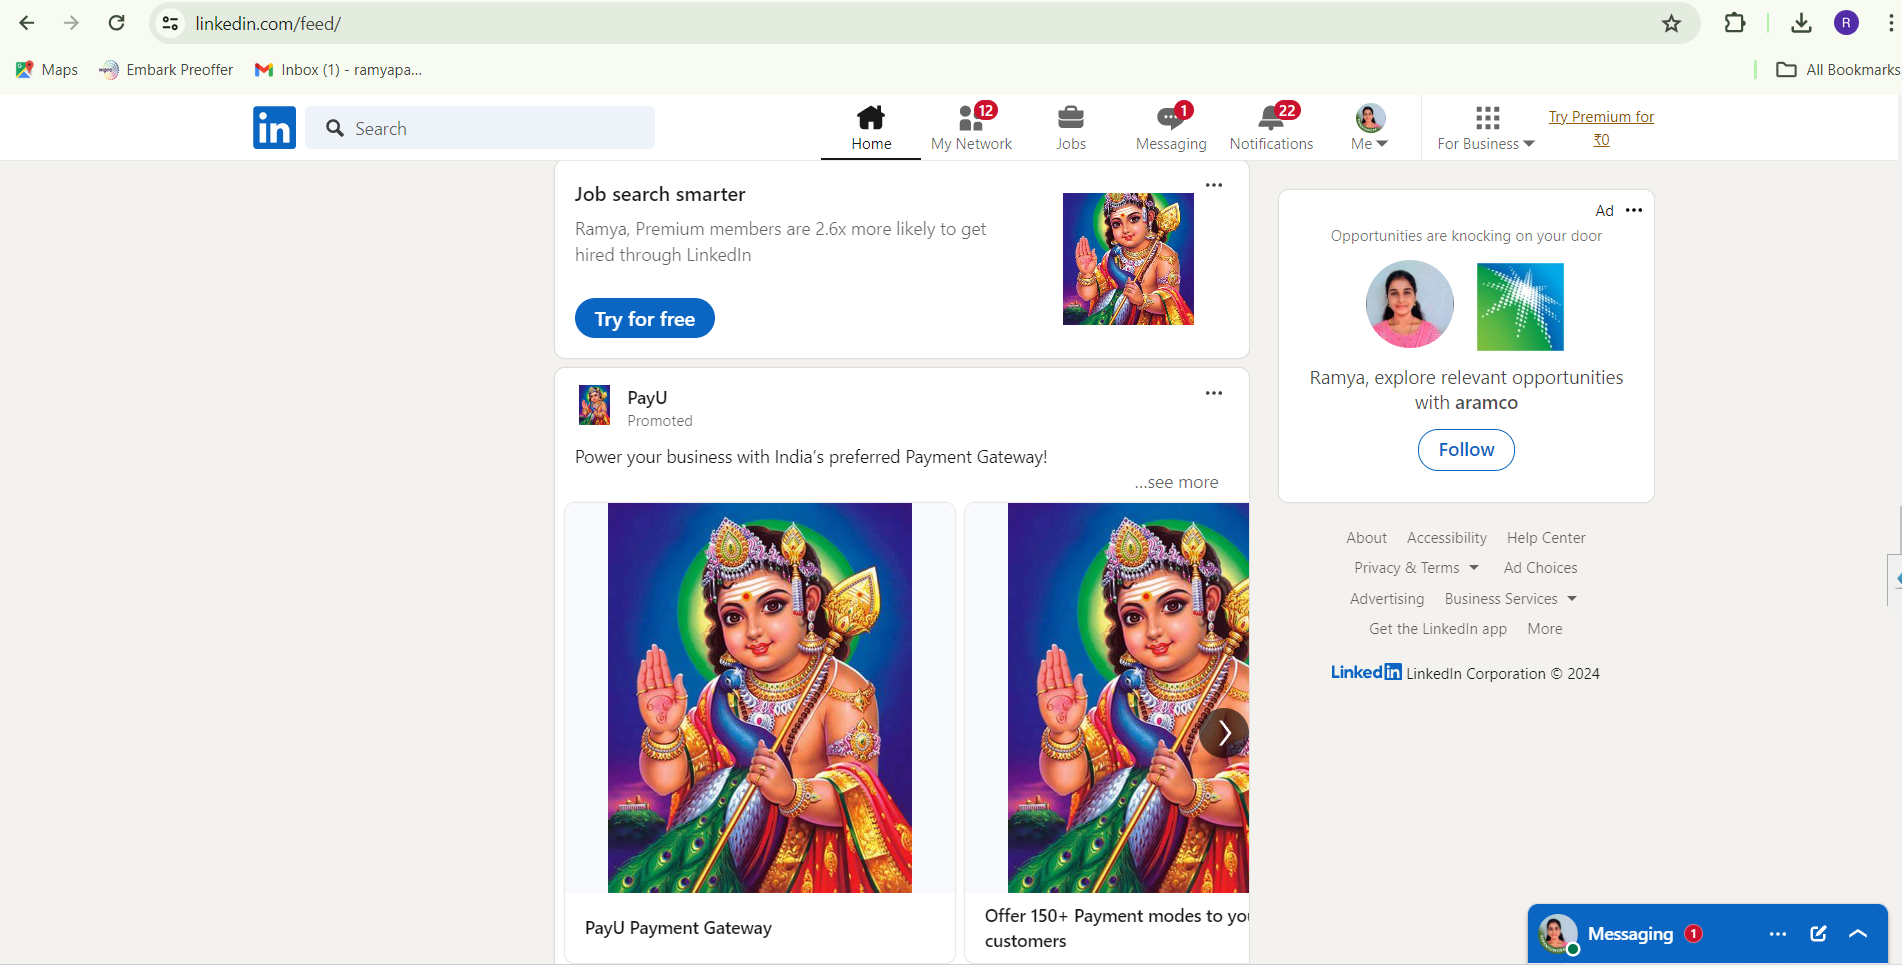 linkedin.com/feed/
R
Maps
Embark Preoffer
Inbox (1) - ramyapa...
All Bookmarks
in
Search
Home
12
My Network
Jobs
1
Messaging
22
Notifications
Me
For Business
Try Premium for
₹0
Job search smarter
Ramya, Premium members are 2.6x more likely to get
hired through LinkedIn
Try for free
PayU
Promoted
Power your business with India's preferred Payment Gateway!
...see more
PayU Payment Gateway
Offer 150+ Payment modes to you
customers
Ad
Opportunities are knocking on your door
Ramya, explore relevant opportunities
with aramco
Follow
About Accessibility Help Center
Privacy & Terms Ad Choices
Advertising Business Services
Get the LinkedIn app More
LinkedIn LinkedIn Corporation © 2024
Messaging 1